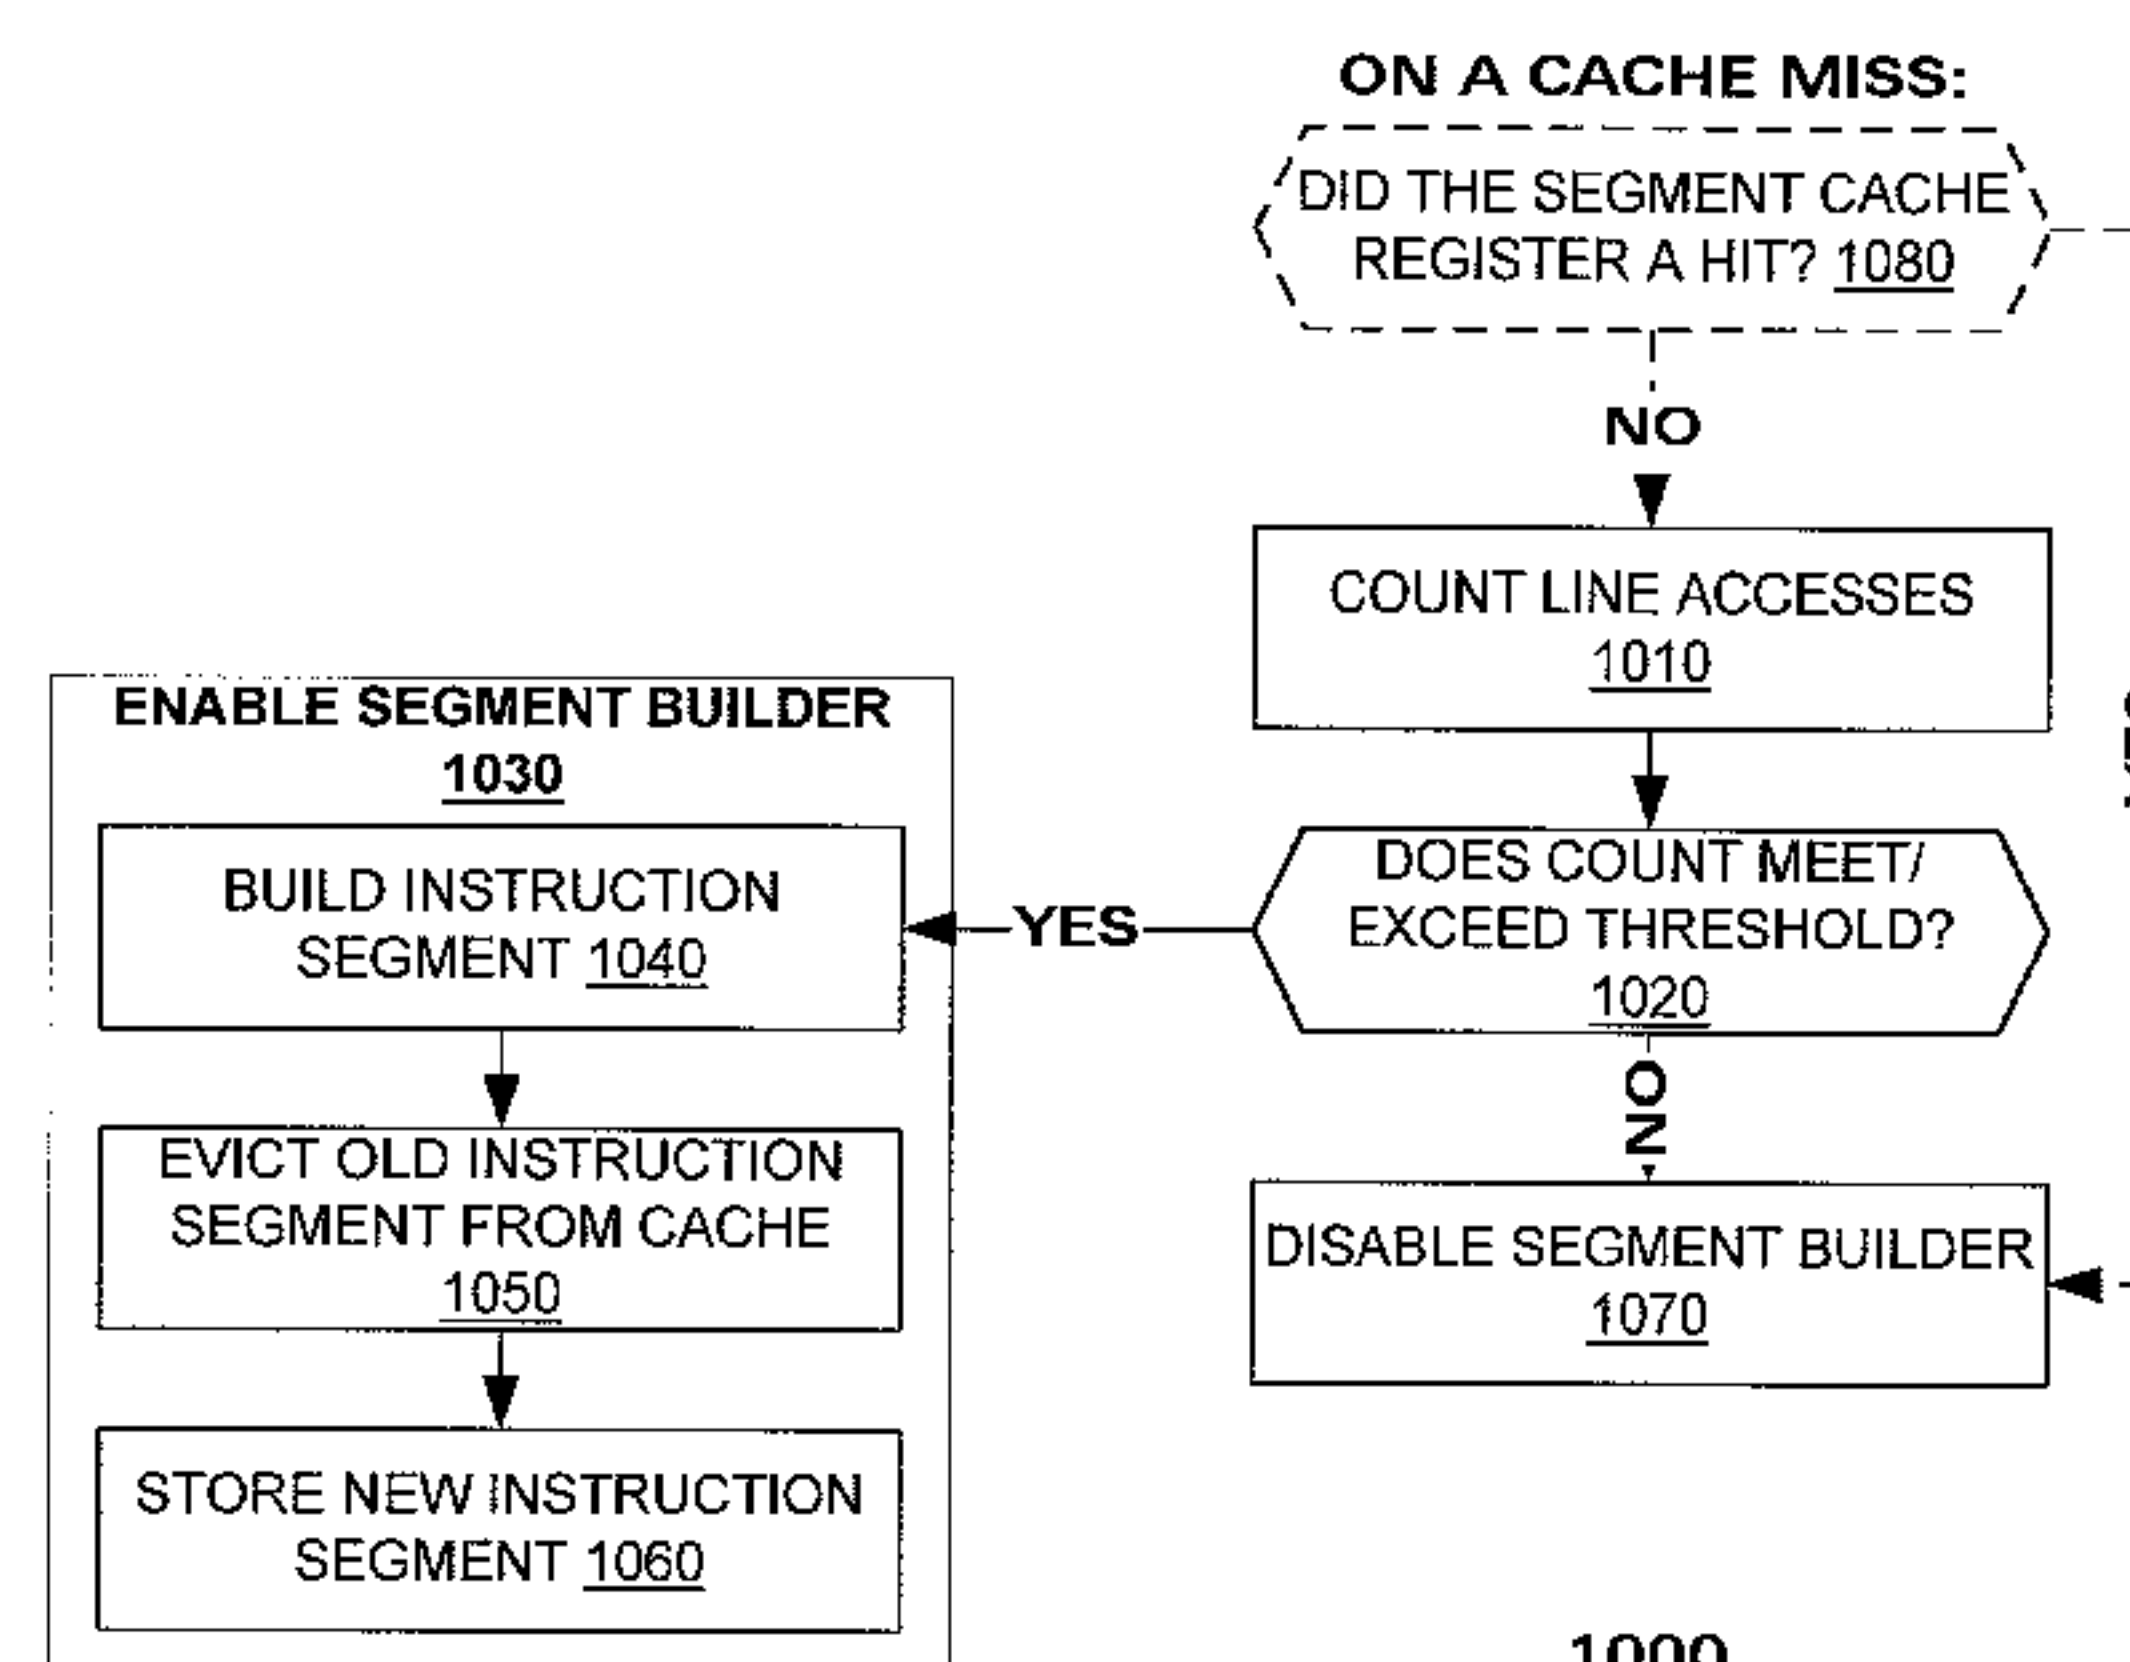 ON A CACHE MISS:
DID THE SEGMENT CACHE
REGISTER A HIT? 1080
NO
COUNT LINE ACCESSES
1010
ENABLE SEGMENT BUILDER
1030
BUILD INSTRUCTION
SEGMENT 1040
YES
DOES COUNT MEET/
EXCEED THRESHOLD?
1020
NO
EVICT OLD INSTRUCTION
SEGMENT FROM CACHE
1050
DISABLE SEGMENT BUILDER
1070
STORE NEW INSTRUCTION
SEGMENT 1060
1000